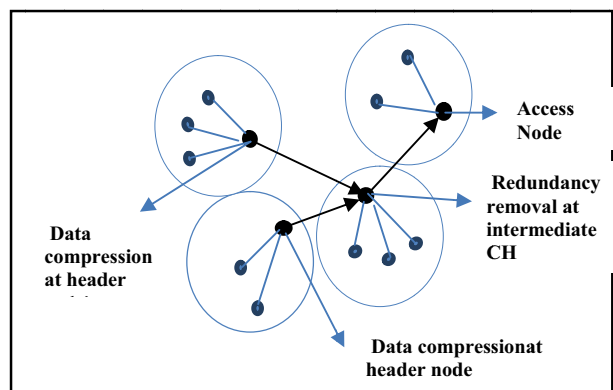 Access
Node
Redundancy
removal at
intermediate
CH
Data
compression
at header
Data compressionat
header node